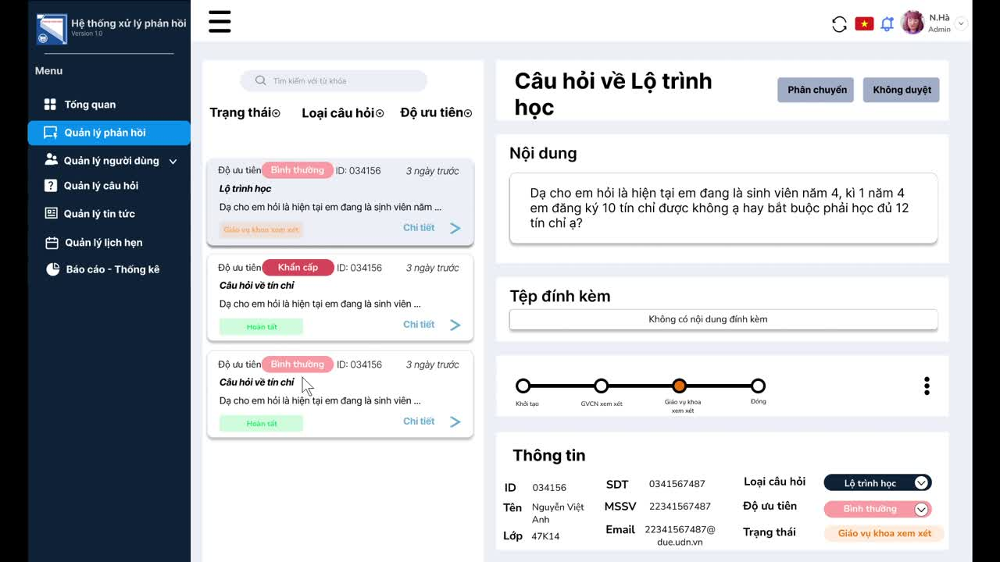 Hệ thống xử lý phản hồi
Version 1.0
Menu
Tổng quan
Quản lý phản hồi
Quản lý người dùng
Quản lý câu hỏi
Quản lý tin tức
Quản lý lịch hẹn
Báo cáo - Thống kê
N.Hà
Admin
Tìm kiếm với từ khóa
Trạng thái
Loại câu hỏi
Độ ưu tiên
Độ ưu tiên Bình thường ID: 034156 3 ngày trước
Lộ trình học
Dạ cho em hỏi là hiện tại em đang là sinh viên năm ...
Giáo vụ khoa xem xét
Chi tiết
Độ ưu tiên Khẩn cấp ID: 034156 3 ngày trước
Câu hỏi về tín chỉ
Dạ cho em hỏi là hiện tại em đang là sinh viên ...
Hoàn tất
Chi tiết
Độ ưu tiên Bình thường ID: 034156 3 ngày trước
Câu hỏi về tín chỉ
Dạ cho em hỏi là hiện tại em đang là sinh viên ...
Hoàn tất
Chi tiết
Câu hỏi về Lộ trình
học
Phân chuyển
Không duyệt
Nội dung
Dạ cho em hỏi là hiện tại em đang là sinh viên năm 4, kì 1 năm 4
em đăng ký 10 tín chỉ được không ạ hay bắt buộc phải học đủ 12
tín chỉ ạ?
Tệp đính kèm
Không có nội dung đính kèm
Khởi tạo
GVCN xem xét
Giáo vụ khoa
xem xét
Đóng
Thông tin
ID 034156
Tên Nguyễn Việt
Anh
Lớp 47K14
SDT 0341567487
MSSV 22341567487
Email 22341567487@
due.udn.vn
Loại câu hỏi Lộ trình học
Độ ưu tiên Bình thường
Trạng thái Giáo vụ khoa xem xét